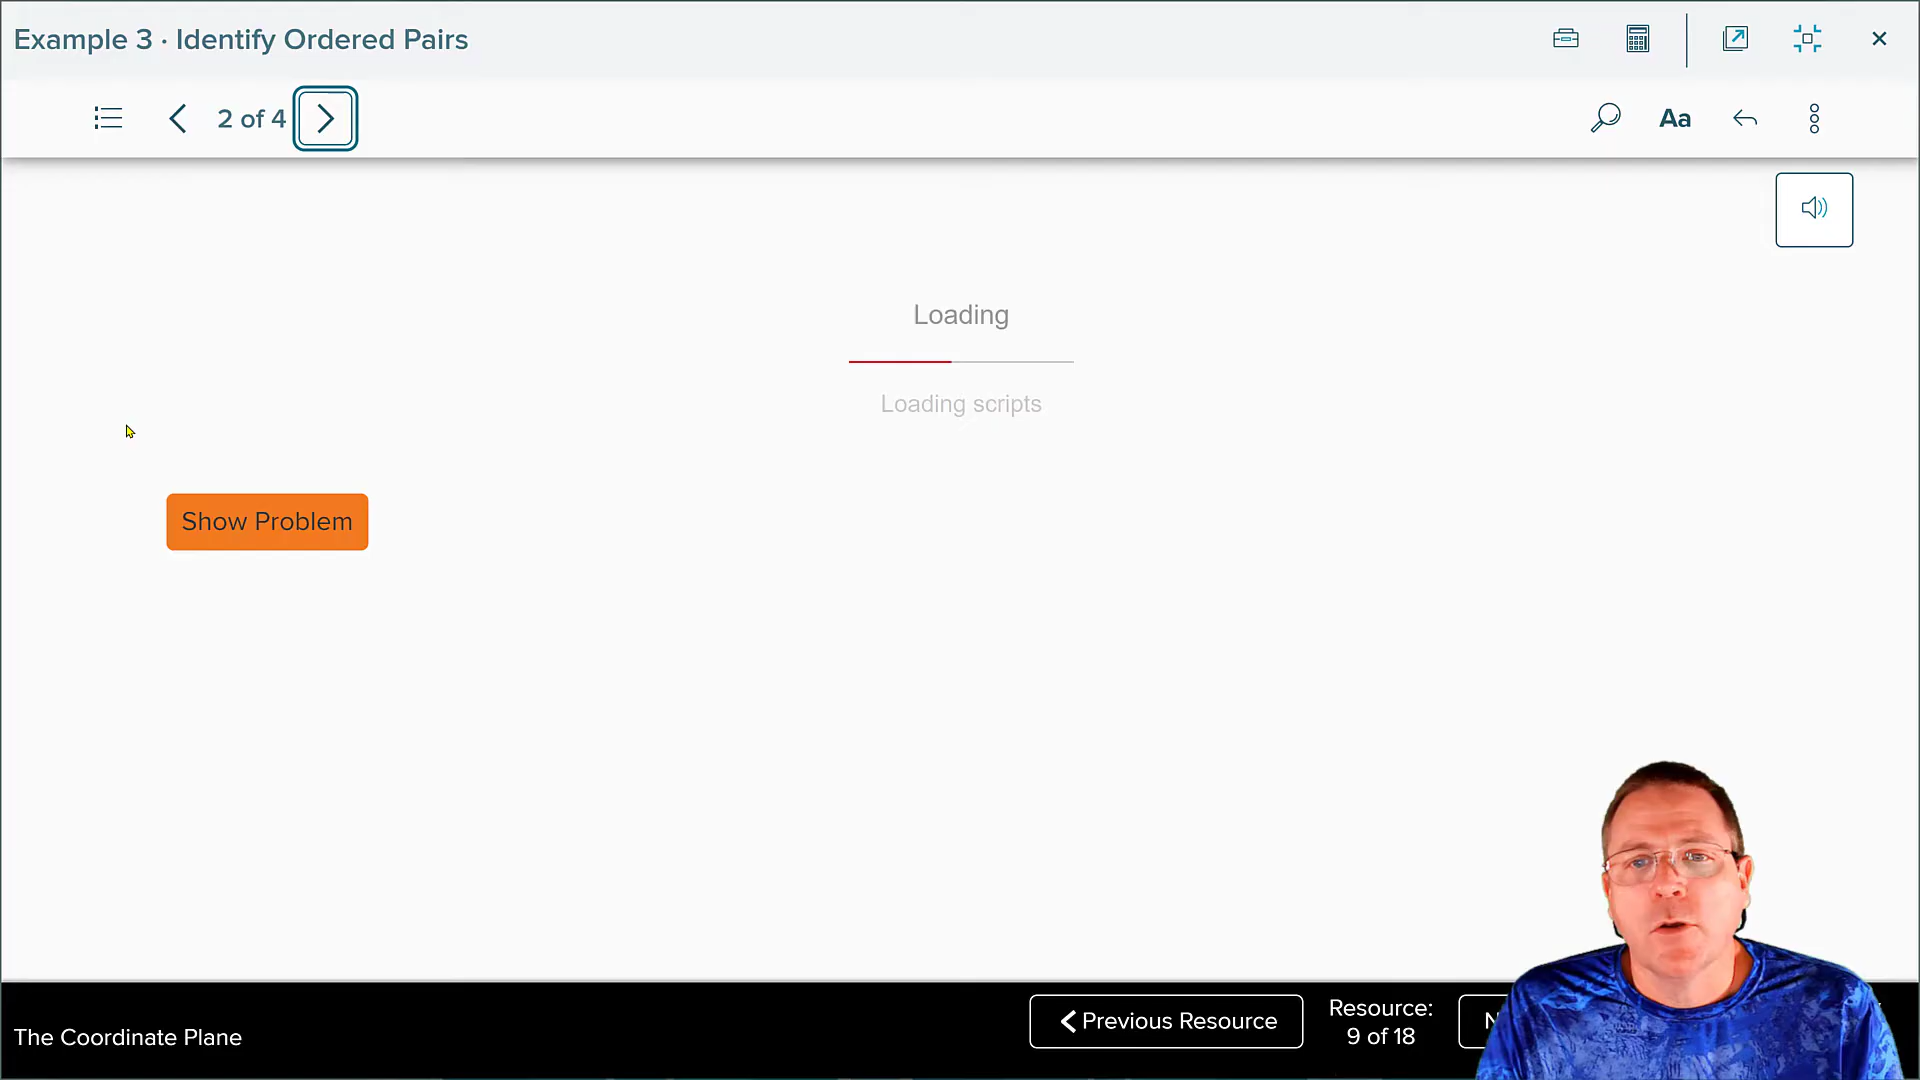 Example 3 · Identify Ordered Pairs
2 of 4
Aa
Loading
Loading scripts
Show Problem
The Coordinate Plane
Previous Resource
Resource:
9 of 18